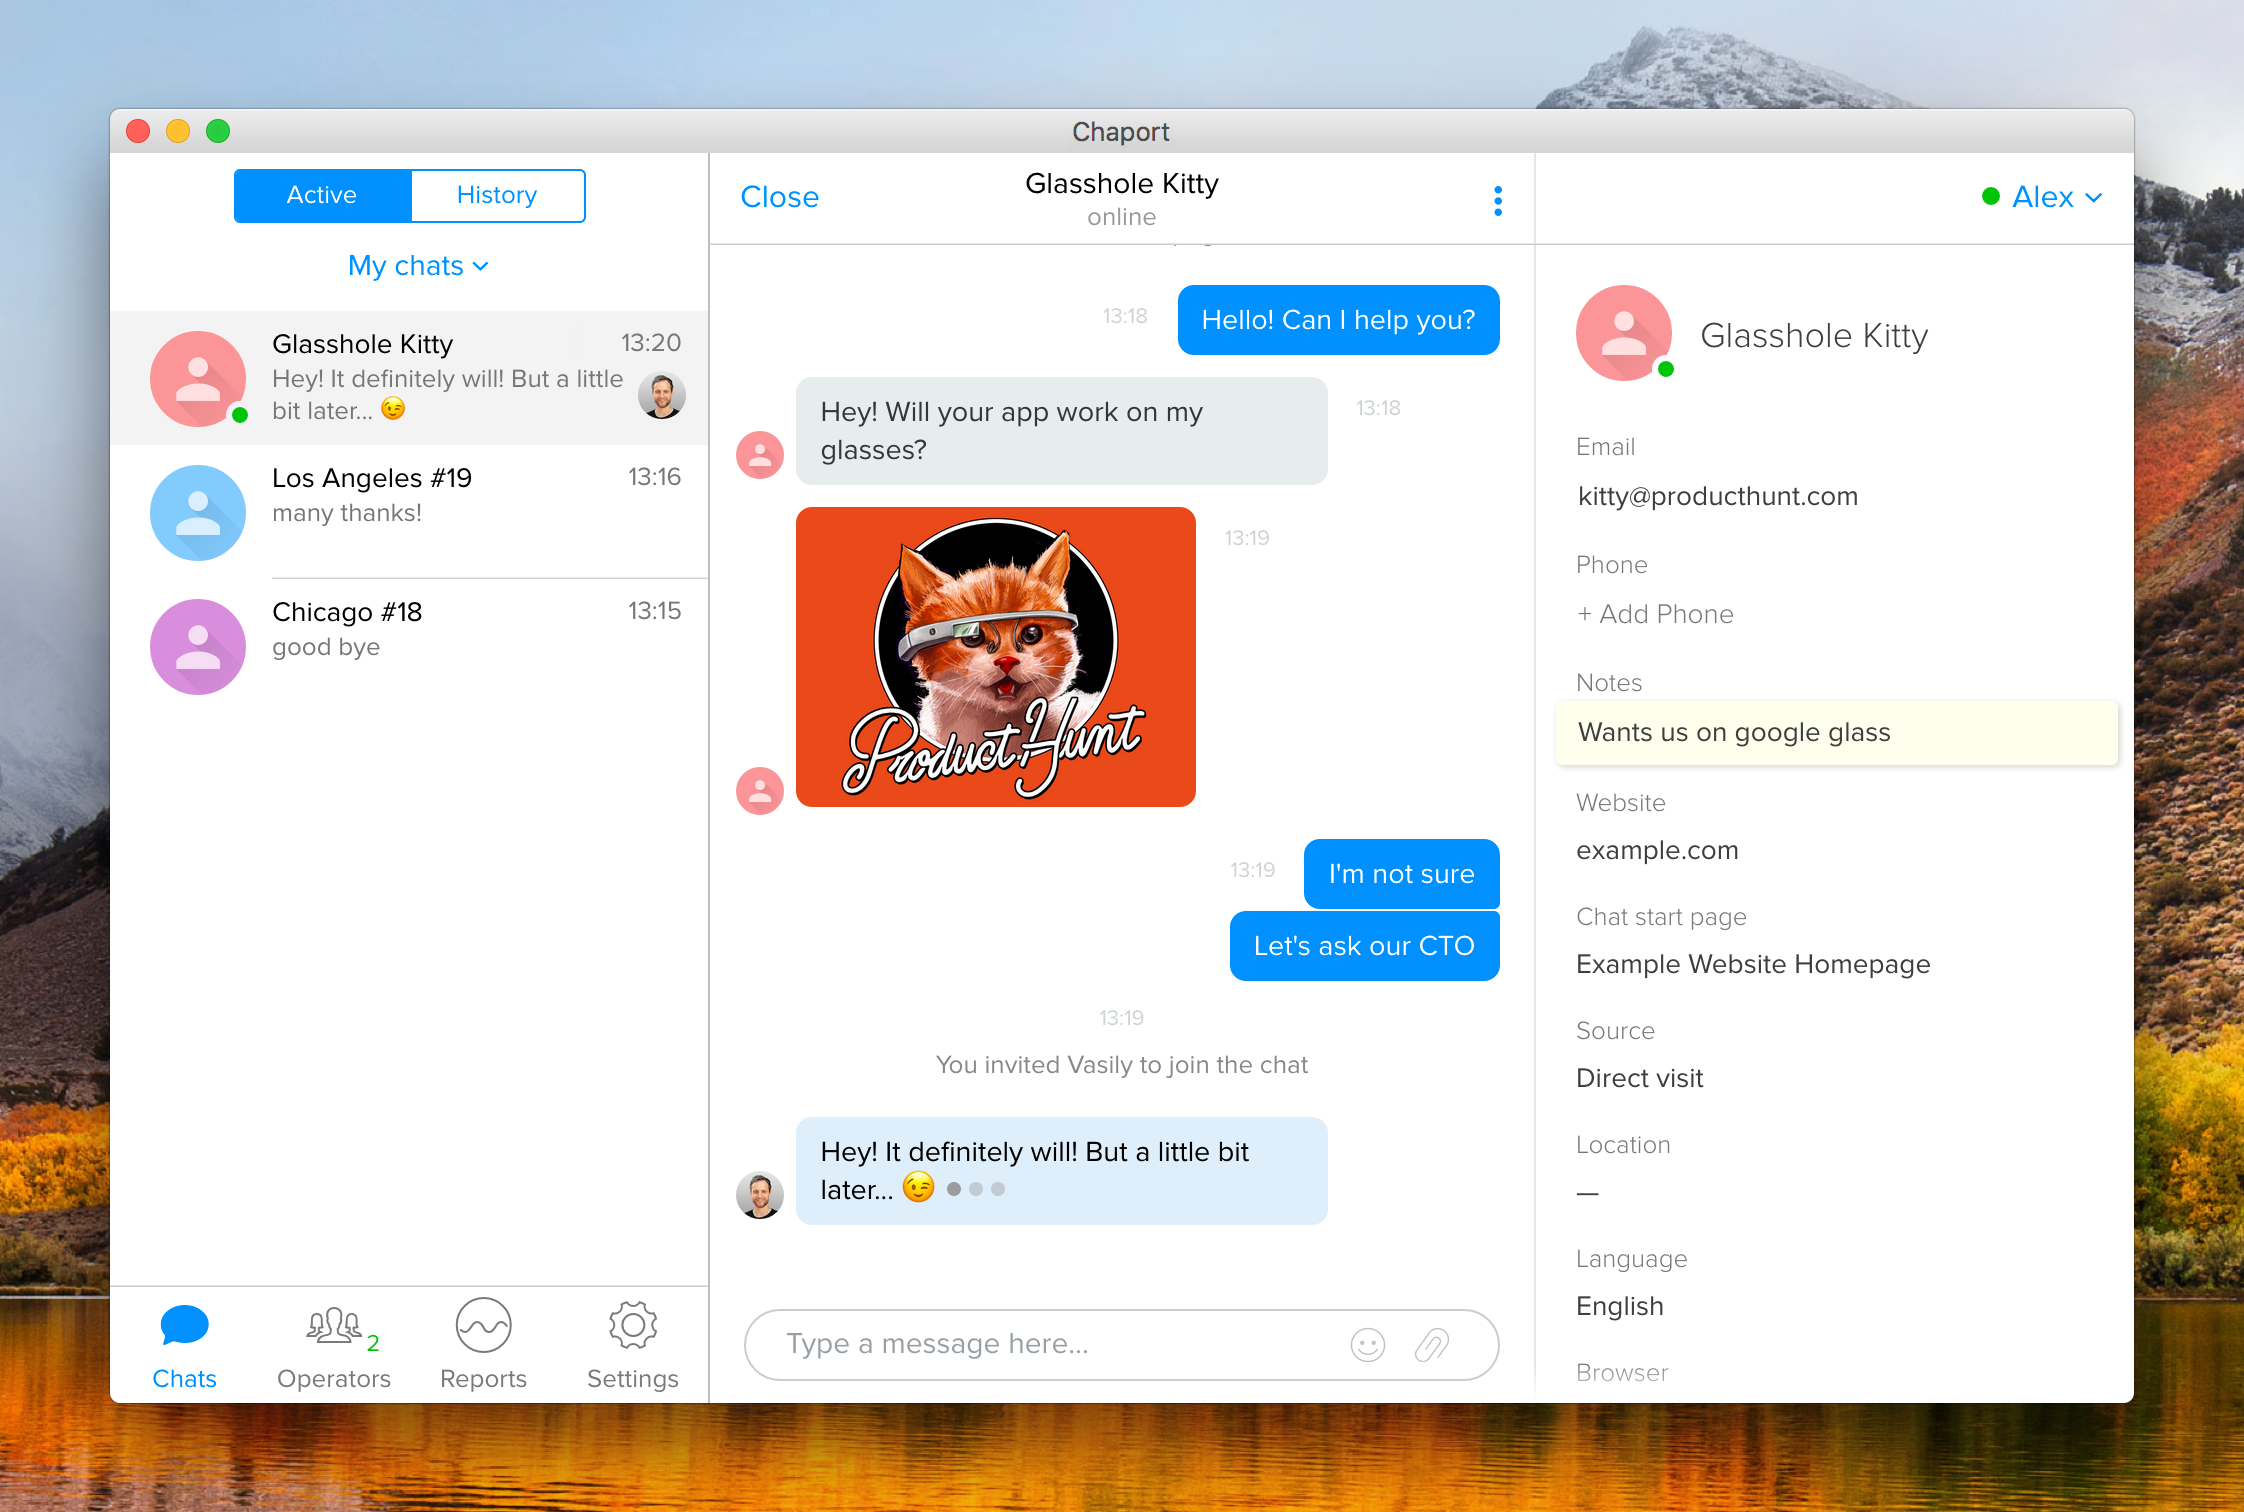 Chaport
Active
History
My chats
Glasshole Kitty
13:20
Hey! It definitely will! But a little
bit later... 😉
Los Angeles #19
13:16
many thanks!
Chicago #18
13:15
good bye
Chats
Operators
2
Reports
Settings
Close
Glasshole Kitty
online
13:18
Hello! Can I help you?
Hey! Will your app work on my
glasses?
13:18
13:19
Product Hunt
13:19
I'm not sure
Let's ask our CTO
13:19
You invited Vasily to join the chat
Hey! It definitely will! But a little bit
later... 😉
Type a message here...
Alex
Glasshole Kitty
Email
kitty@producthunt.com
Phone
+ Add Phone
Notes
Wants us on google glass
Website
example.com
Chat start page
Example Website Homepage
Source
Direct visit
Location
—
Language
English
Browser